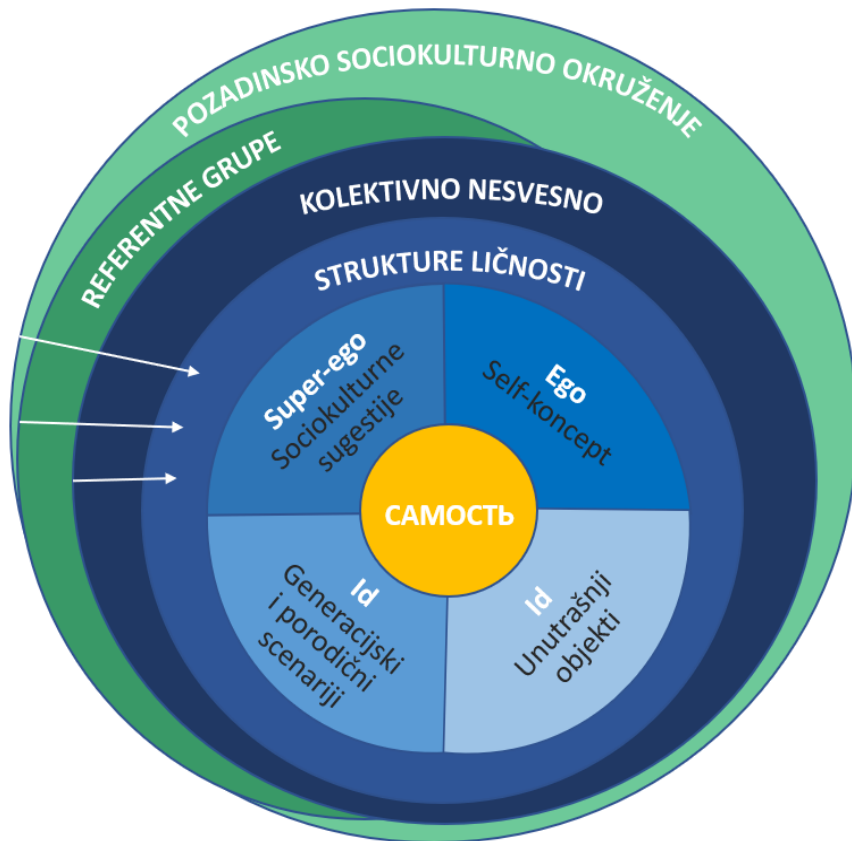 POZADINSKO SOCIOKULTURNO OKRUŽENJE
REFERENTNE GRUPE
KOLEKTIVNO NESVESNO
STRUKTURE LIČNOSTI
Super-ego
Sociokulturne
sugestije
Ego
Self-koncept
САМОСТЬ
Id
Generacijski
i porodični
scenariji
Id
Unutrašnji
objekti